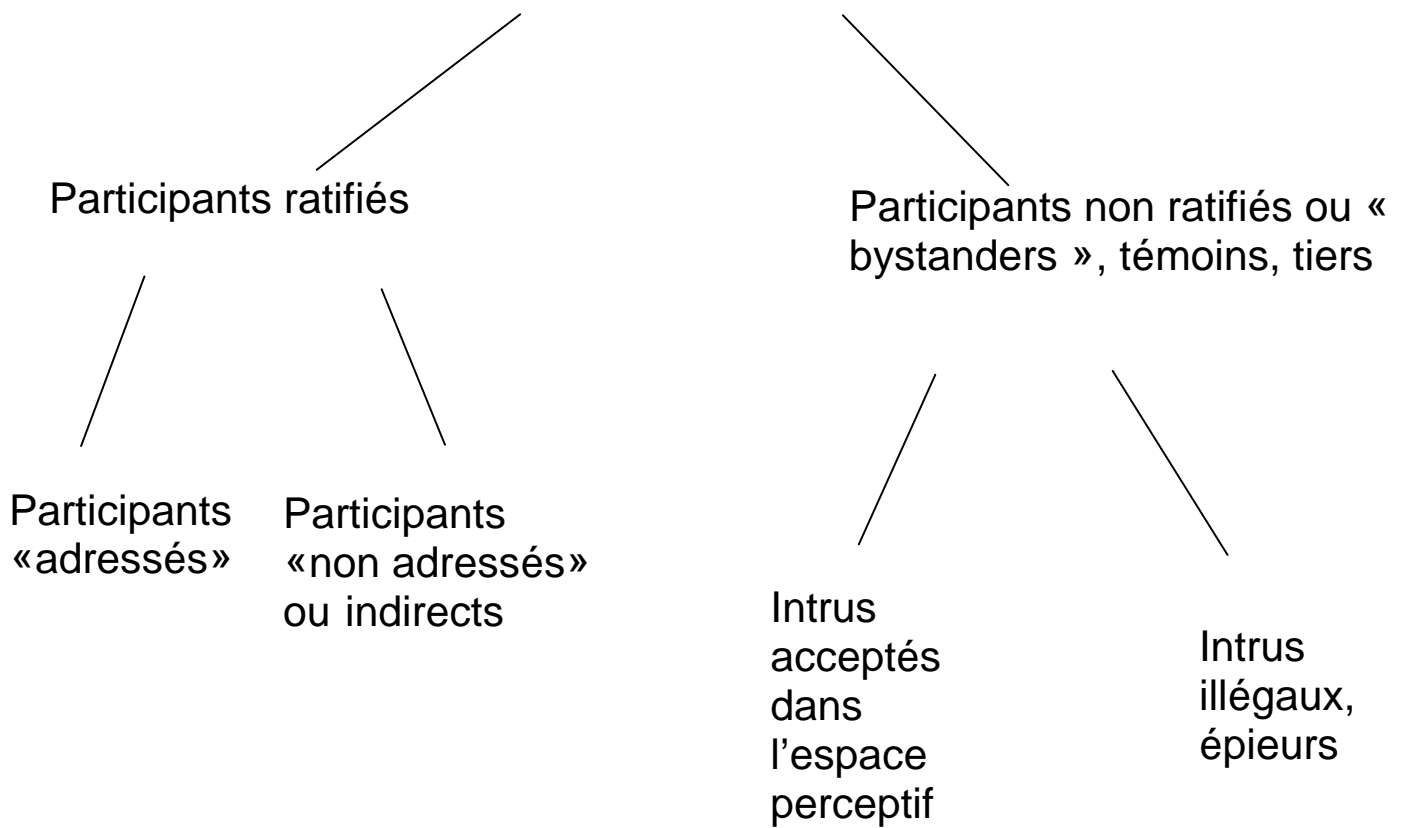 Participants ratifiés
Participants non ratifiés ou «
bystanders », témoins, tiers
Participants
«adressés»
Participants
«non adressés»
ou indirects
Intrus
acceptés
dans
l’espace
perceptif
Intrus
illégaux,
épieurs